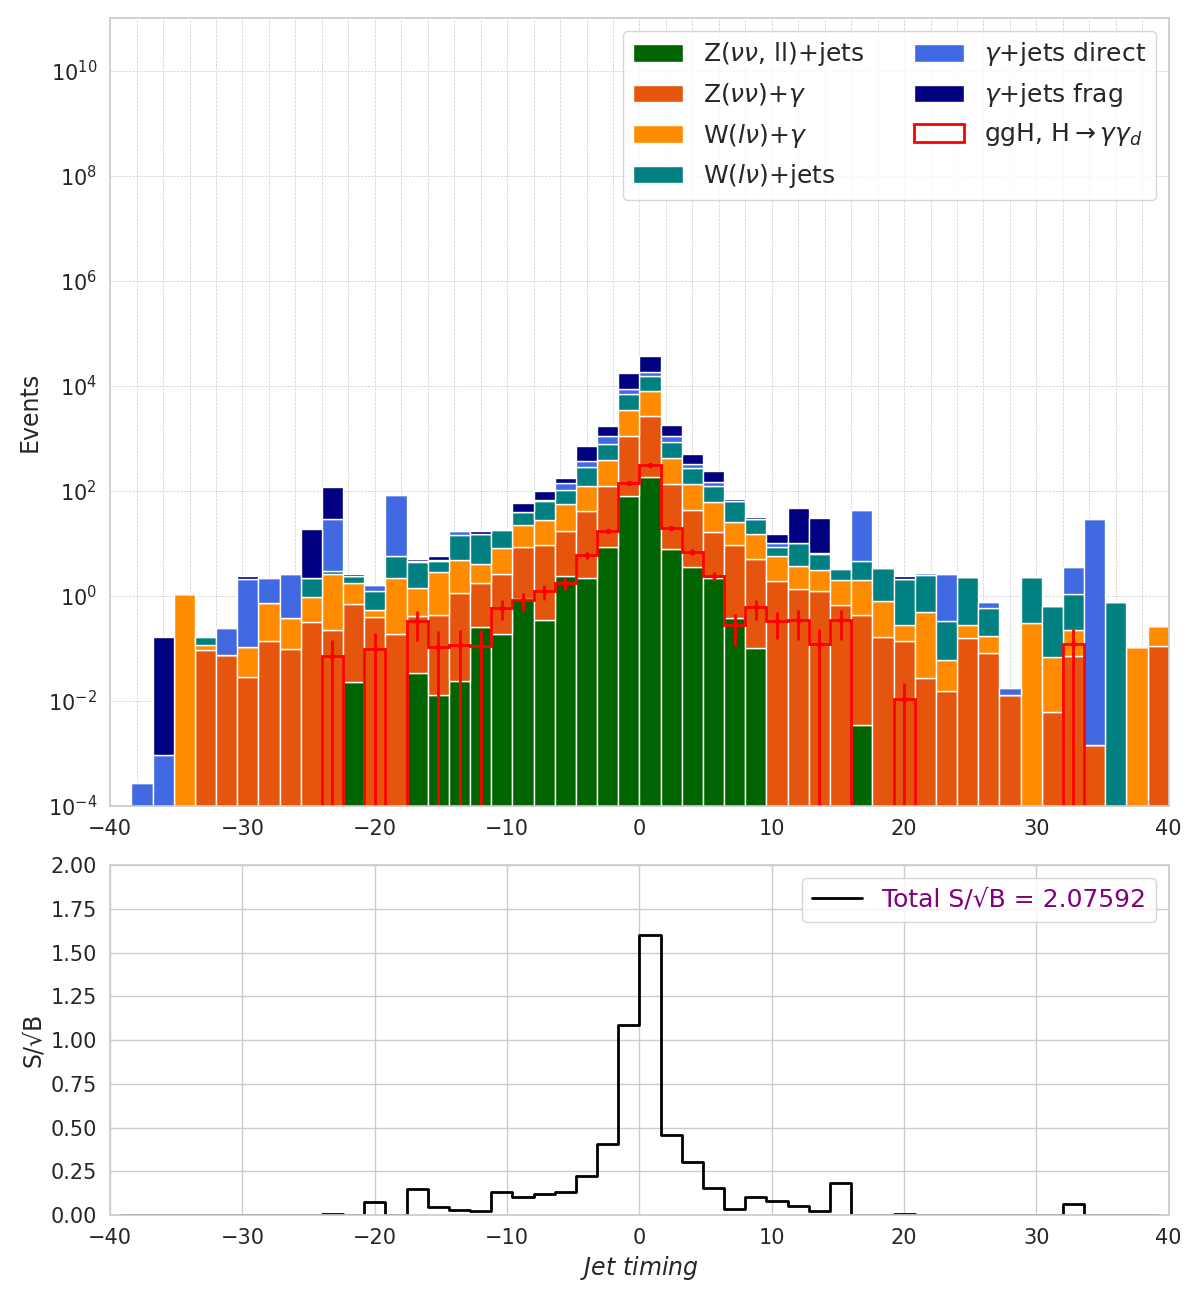 Z(νν, ll)+jets
Z(νν)+γ
W(lν)+γ
W(lν)+jets
γ+jets direct
γ+jets frag
ggH, H→γγ_d
Events
10^10
10^8
10^6
10^4
10^2
10^0
10^−2
10^−4
−40 −30 −20 −10 0 10 20 30 40
Total S/√B = 2.07592
S/√B
2.00
1.75
1.50
1.25
1.00
0.75
0.50
0.25
0.00
−40 −30 −20 −10 0 10 20 30 40
Jet timing